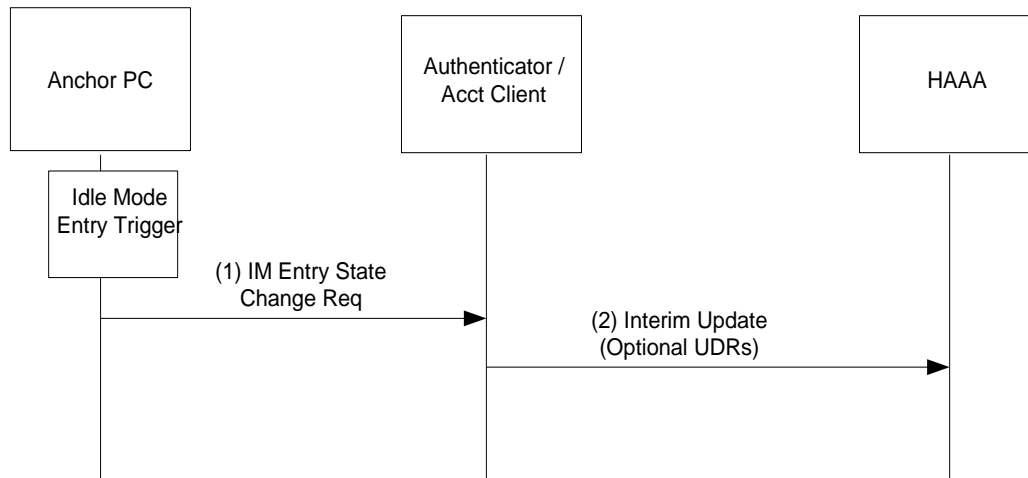 Anchor PC
Authenticator /
Acct Client
HAAA
Idle Mode
Entry Trigger
(1) IM Entry State
Change Req
(2) Interim Update
(Optional UDRs)